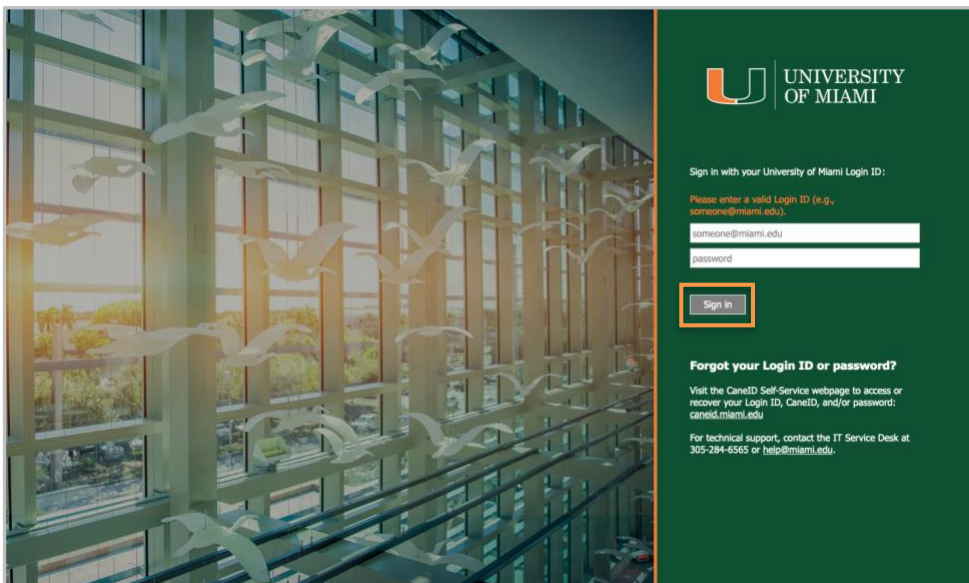 UNIVERSITY
OF MIAMI
Sign in with your University of Miami Login ID:
Please enter a valid Login ID (e.g.,
someone@miami.edu).
someone@miami.edu
password
Sign in
Forgot your Login ID or password?
Visit the CaneID Self-Service webpage to access or
recover your Login ID, CaneID, and/or password:
caneid.miami.edu
For technical support, contact the IT Service Desk at
305-284-6565 or help@miami.edu.